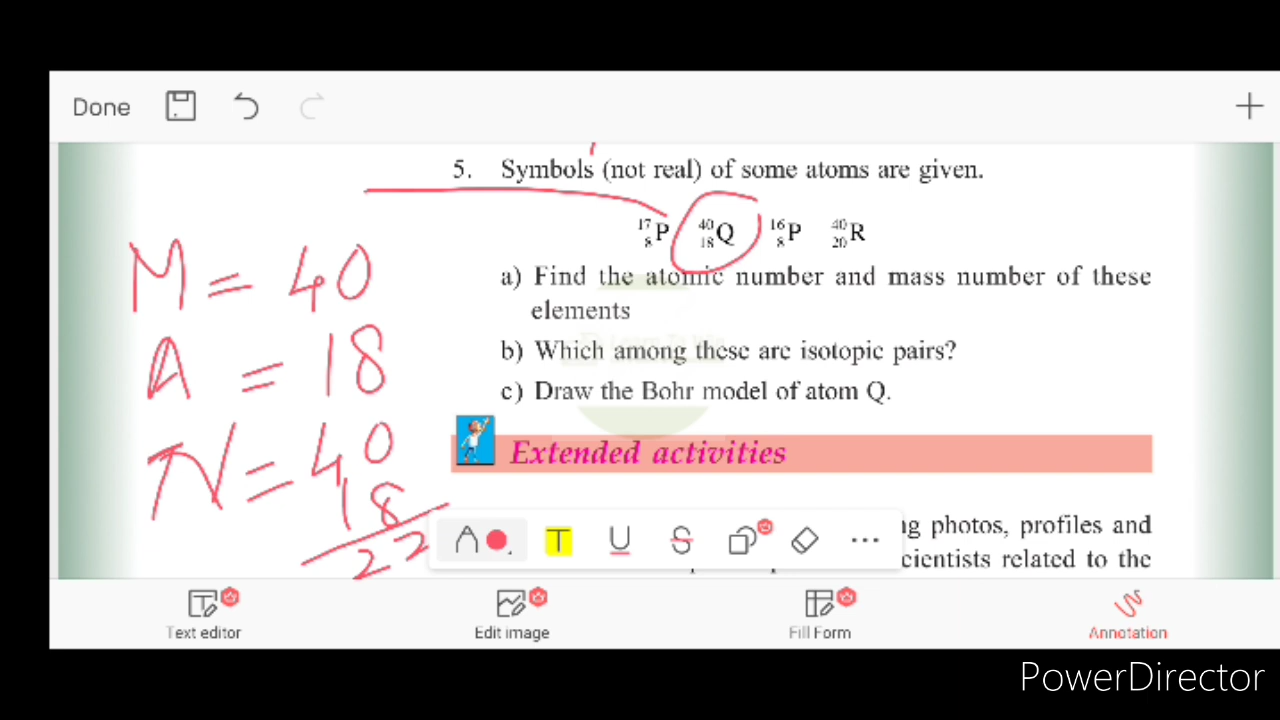 Done
5. Symbols (not real) of some atoms are given.
17 8 P 40 18 Q 16 8 P 40 20 R
a) Find the atomic number and mass number of these
elements
b) Which among these are isotopic pairs?
c) Draw the Bohr model of atom Q.
M = 40
A = 18
N = 40
18
22
Extended activities
ng photos, profiles and
cientists related to the
T U S
Text editor
Edit image
Fill Form
Annotation
PowerDirector